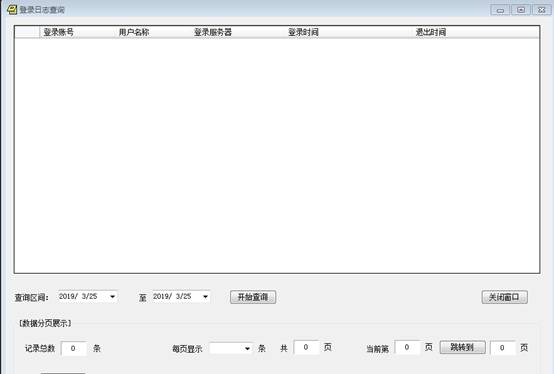 登录日志查询
登录账号 用户名称 登录服务器 登录时间 退出时间
查询区间: 2019/ 3/25 至 2019/ 3/25 开始查询 关闭窗口
[数据分页展示]
记录总数 0 条 每页显示 条 共 0 页 当前第 0 页 跳转到 0 页